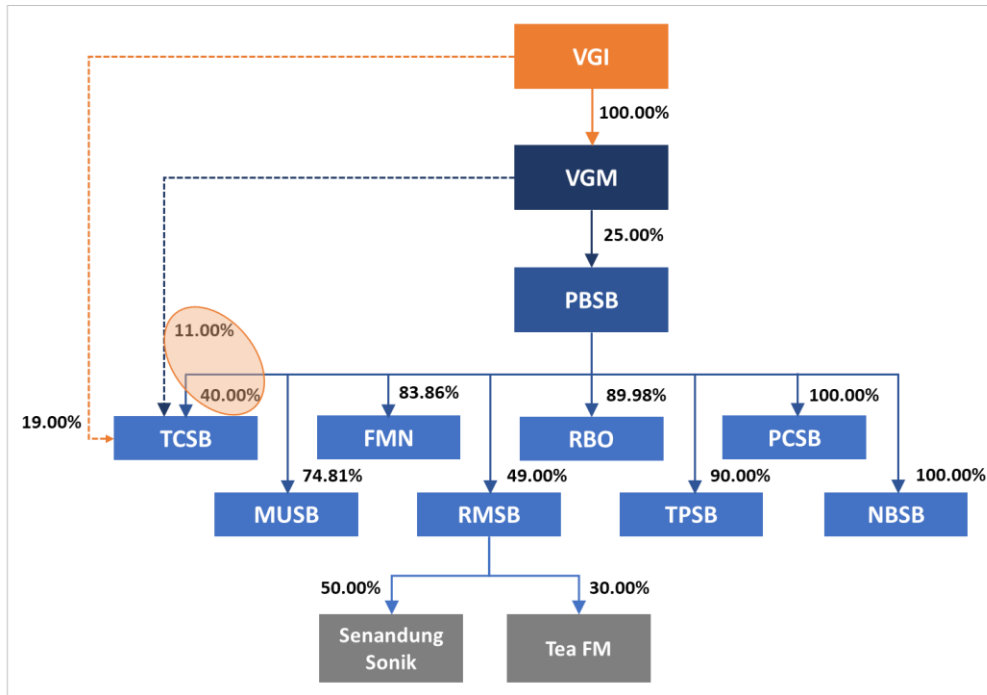 VGI
100.00%
VGM
25.00%
PBSB
11.00%
40.00%
83.86%
89.98%
100.00%
19.00%
TCSB
FMN
RBO
PCSB
74.81%
49.00%
90.00%
100.00%
MUSB
RMSB
TPSB
NBSB
50.00%
30.00%
Senandung
Sonik
Tea FM